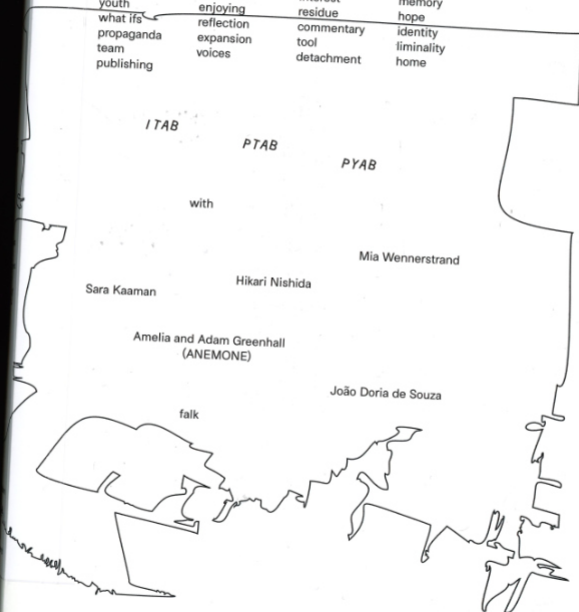 youth
what ifs
propaganda
team
publishing
enjoying
reflection
expansion
voices
residue
commentary
tool
detachment
memory
hope
identity
liminality
home
ITAB
PTAB
PYAB
with
Mia Wennerstrand
Hikari Nishida
Sara Kaaman
Amelia and Adam Greenhall
(ANEMONE)
João Doria de Souza
falk